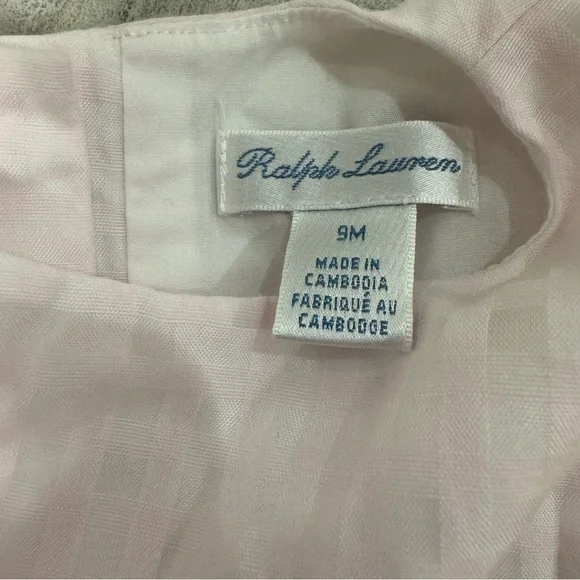 Ralph Lauren
9M
MADE IN
CAMBODIA
FABRIQUÉ AU
CAMBODGE